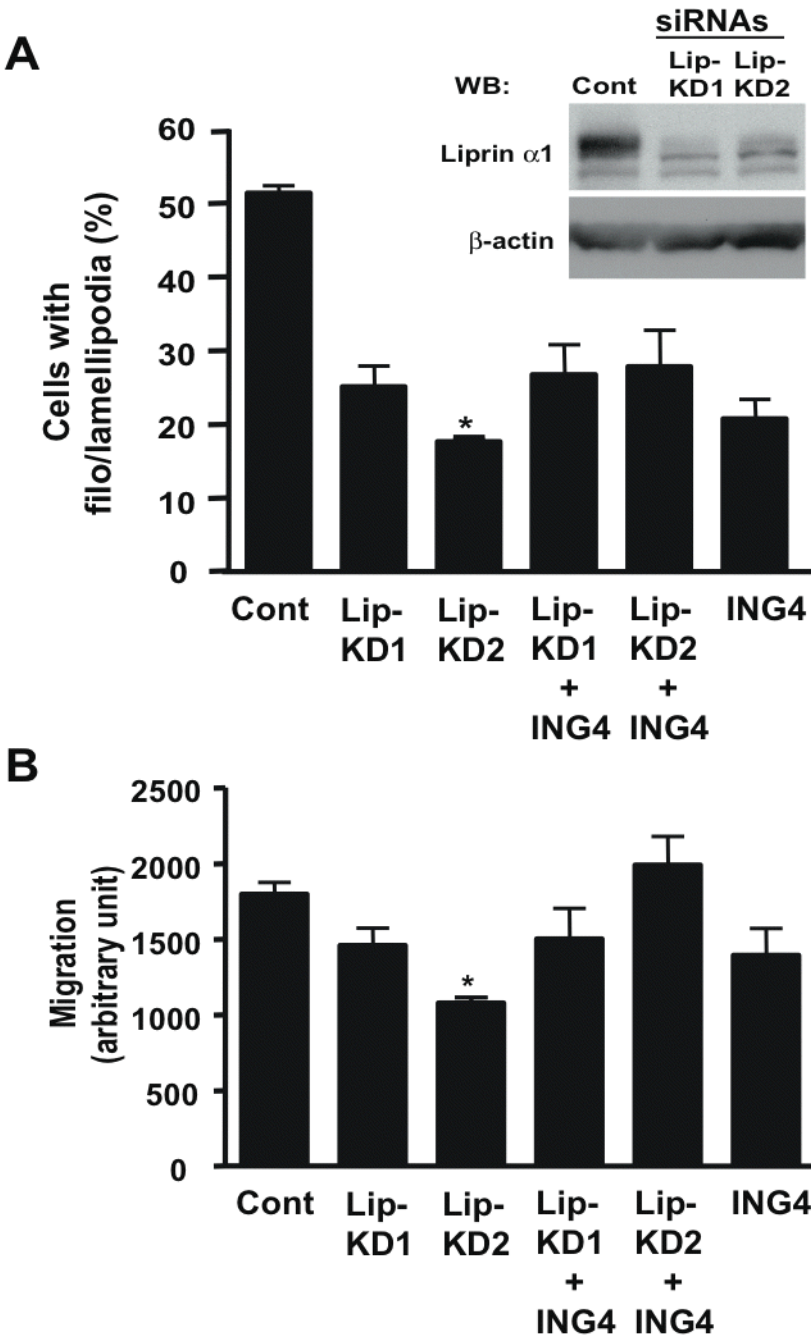 A
siRNAs
WB: Cont Lip- Lip-
KD1 KD2
Liprin α1
β-actin
Cells with
filo/lamellipodia (%)
60
50
40
30
20
10
0
*
Cont Lip- Lip- Lip- Lip- ING4
KD1 KD2 KD1 KD2
+ +
ING4 ING4
B
Migration
(arbitrary unit)
2500
2000
1500
1000
500
0
*
Cont Lip- Lip- Lip- Lip- ING4
KD1 KD2 KD1 KD2
+ +
ING4 ING4